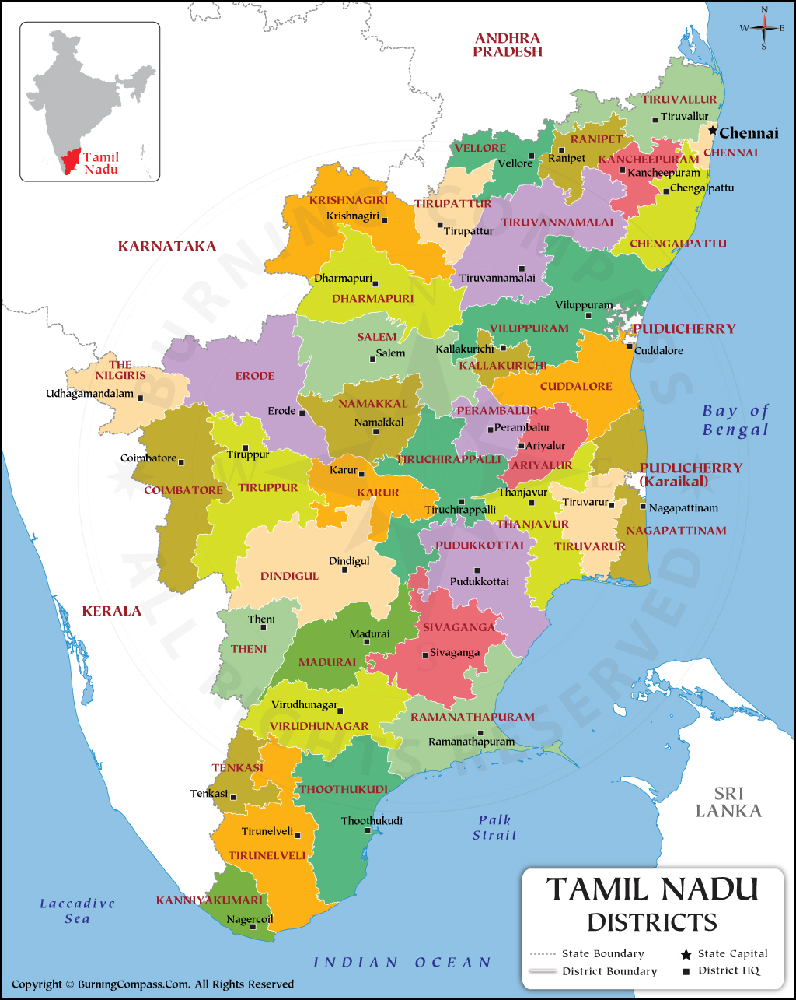 N
W
E
S
ANDHRA
PRADESH
Tamil
Nadu
TIRUVALLUR
Tiruvallur
Chennai
CHENNAI
RANIPET
Ranipet
VELLORE
Vellore
KANCHEEPURAM
Kancheepuram
Chengalpattu
CHENGALPATTU
KRISHNAGIRI
Krishnagiri
TIRUPATTUR
Tirupattur
TIRUVANNAMALAI
Tiruvannamalai
KARNATAKA
Dharmapuri
DHARMAPURI
Viluppuram
VILUPPURAM
PUDUCHERRY
Cuddalore
CUDDALORE
SALEM
Salem
Kallakurichi
KALLAKURICHI
THE
NILGIRIS
Udhagamandalam
ERODE
Erode
NAMAKKAL
Namakkal
PERAMBALUR
Perambalur
Ariyalur
ARIYALUR
Bay of
Bengal
Coimbatore
COIMBATORE
Tiruppur
TIRUPPUR
Karur
KARUR
TIRUCHIRAPPALLI
Tiruchirappalli
PUDUCHERRY
(Karaikal)
Thanjavur
THANJAVUR
Tiruvarur
TIRUVARUR
Nagapattinam
NAGAPATTINAM
PUDUKKOTTAI
Pudukkottai
Dindigul
DINDIGUL
KERALA
Theni
THENI
Madurai
MADURAI
SIVAGANGA
Sivaganga
Virudhunagar
VIRUDHUNAGAR
RAMANATHAPURAM
Ramanathapuram
TENKASI
Tenkasi
THOOTHUKUDI
Thoothukudi
Tirunelveli
TIRUNELVELI
KANNIYAKUMARI
Nagercoil
Palk
Strait
SRI
LANKA
Laccadive
Sea
INDIAN OCEAN
TAMIL NADU
DISTRICTS
State Boundary
State Capital
District Boundary
District HQ
Copyright © BurningCompass.Com. All Rights Reserved
BURNING COMPASS
ALL RIGHTS RESERVED
N
W
E
S